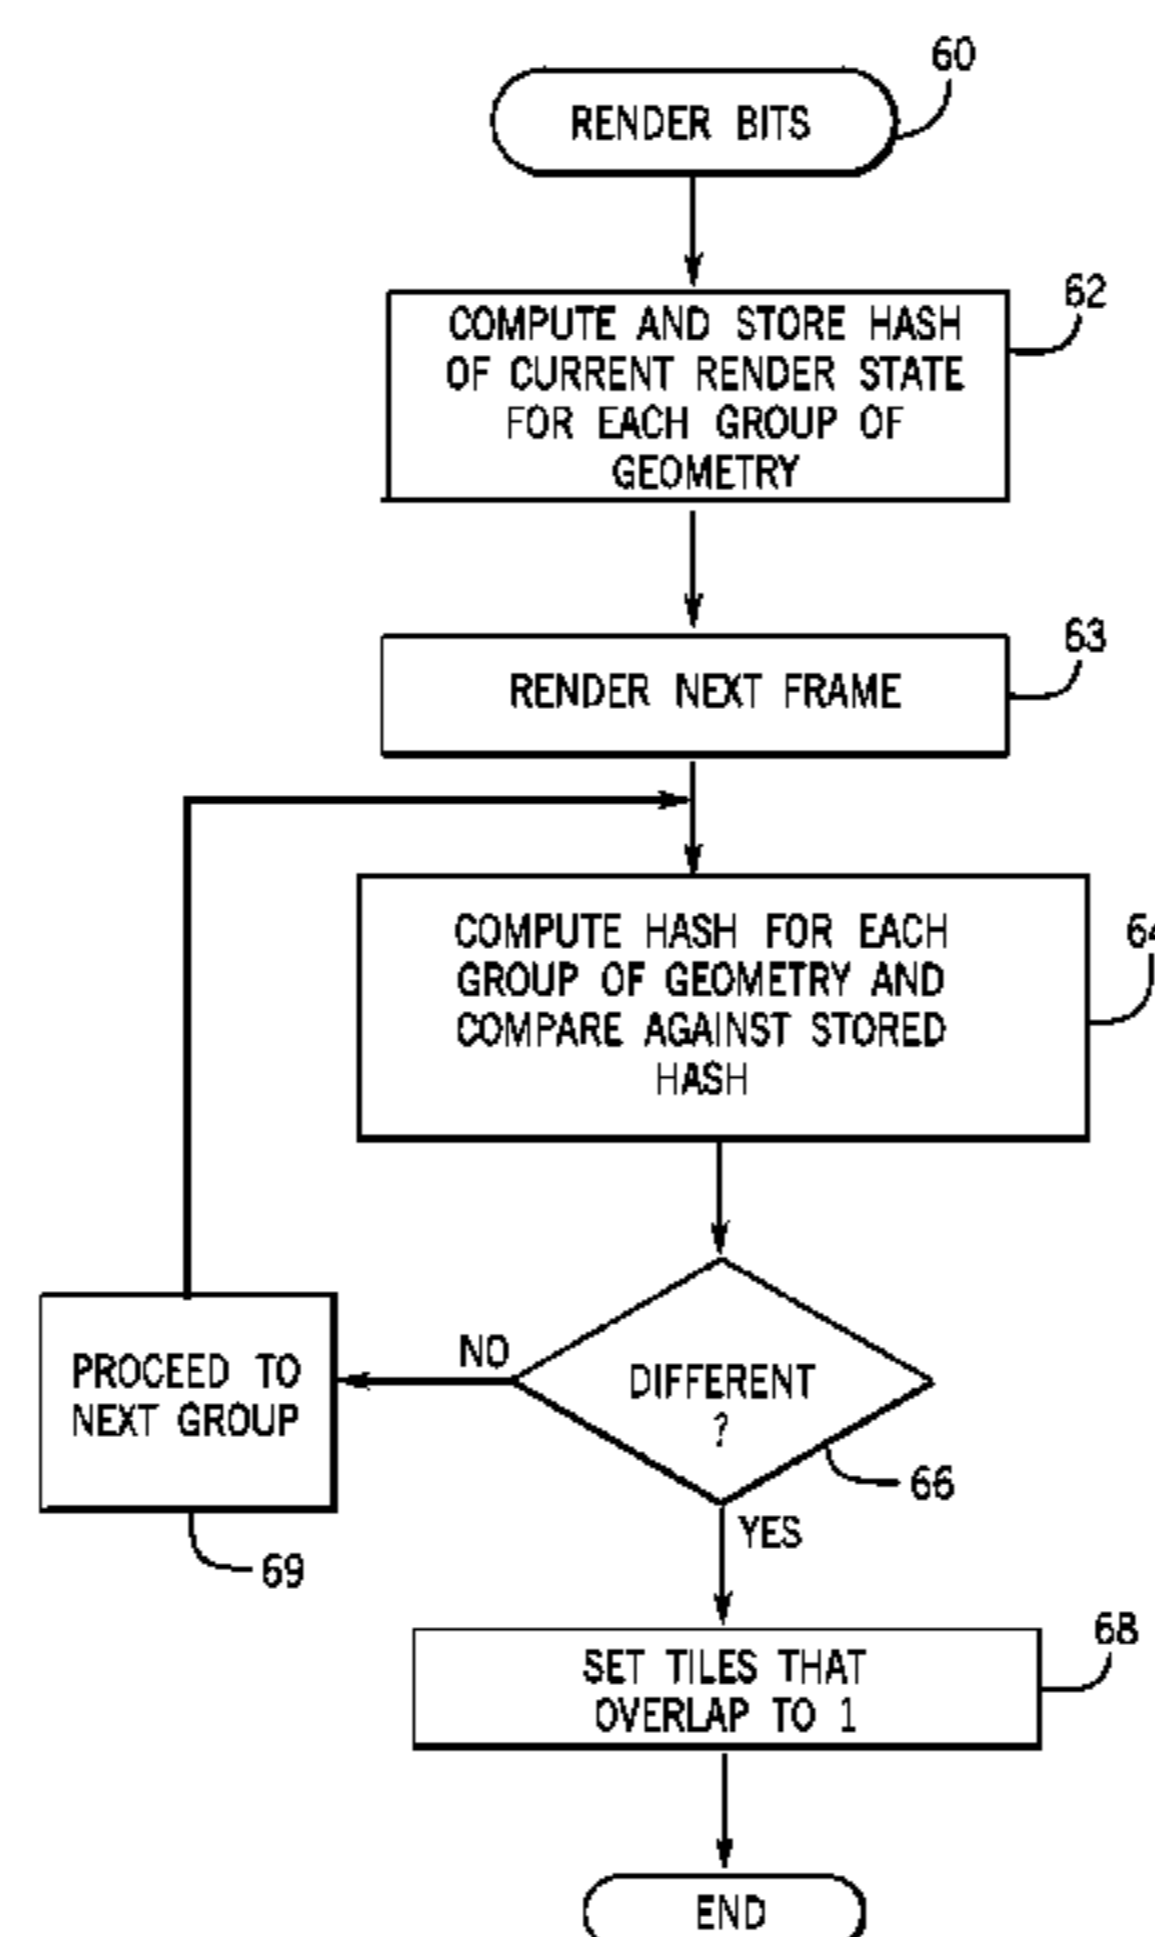 60
RENDER BITS
62
COMPUTE AND STORE HASH
OF CURRENT RENDER STATE
FOR EACH GROUP OF
GEOMETRY
63
RENDER NEXT FRAME
64
COMPUTE HASH FOR EACH
GROUP OF GEOMETRY AND
COMPARE AGAINST STORED
HASH
NO
PROCEED TO
NEXT GROUP
DIFFERENT
?
66
YES
69
68
SET TILES THAT
OVERLAP TO 1
END